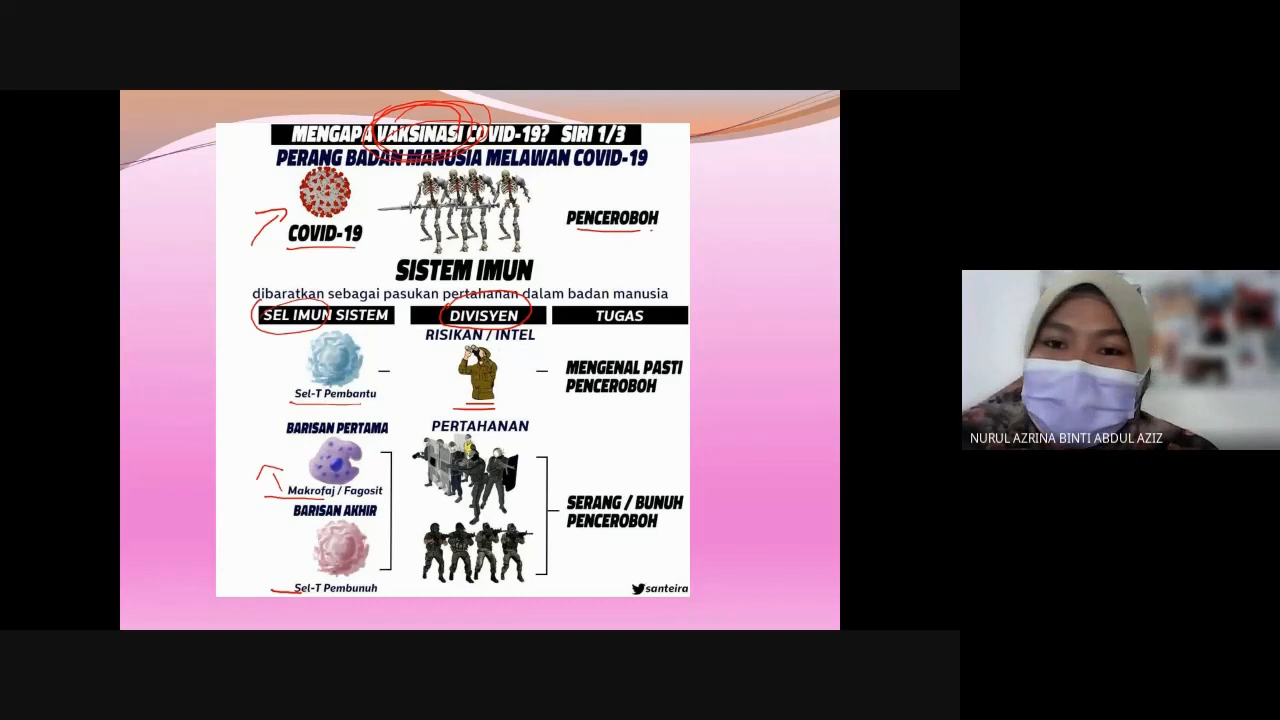 MENGAPA VAKSINASI COVID-19? SIRI 1/3
PERANG BADAN MANUSIA MELAWAN COVID-19
COVID-19
PENCEROBOH
SISTEM IMUN
dibaratkan sebagai pasukan pertahanan dalam badan manusia
SEL IMUN SISTEM
DIVISYEN
TUGAS
RISIKAN / INTEL
Sel-T Pembantu
MENGENAL PASTI
PENCEROBOH
BARISAN PERTAMA
PERTAHANAN
Makrofaj / Fagosit
BARISAN AKHIR
SERANG / BUNUH
PENCEROBOH
Sel-T Pembunuh
santeira
NURUL AZRINA BINTI ABDUL AZIZ